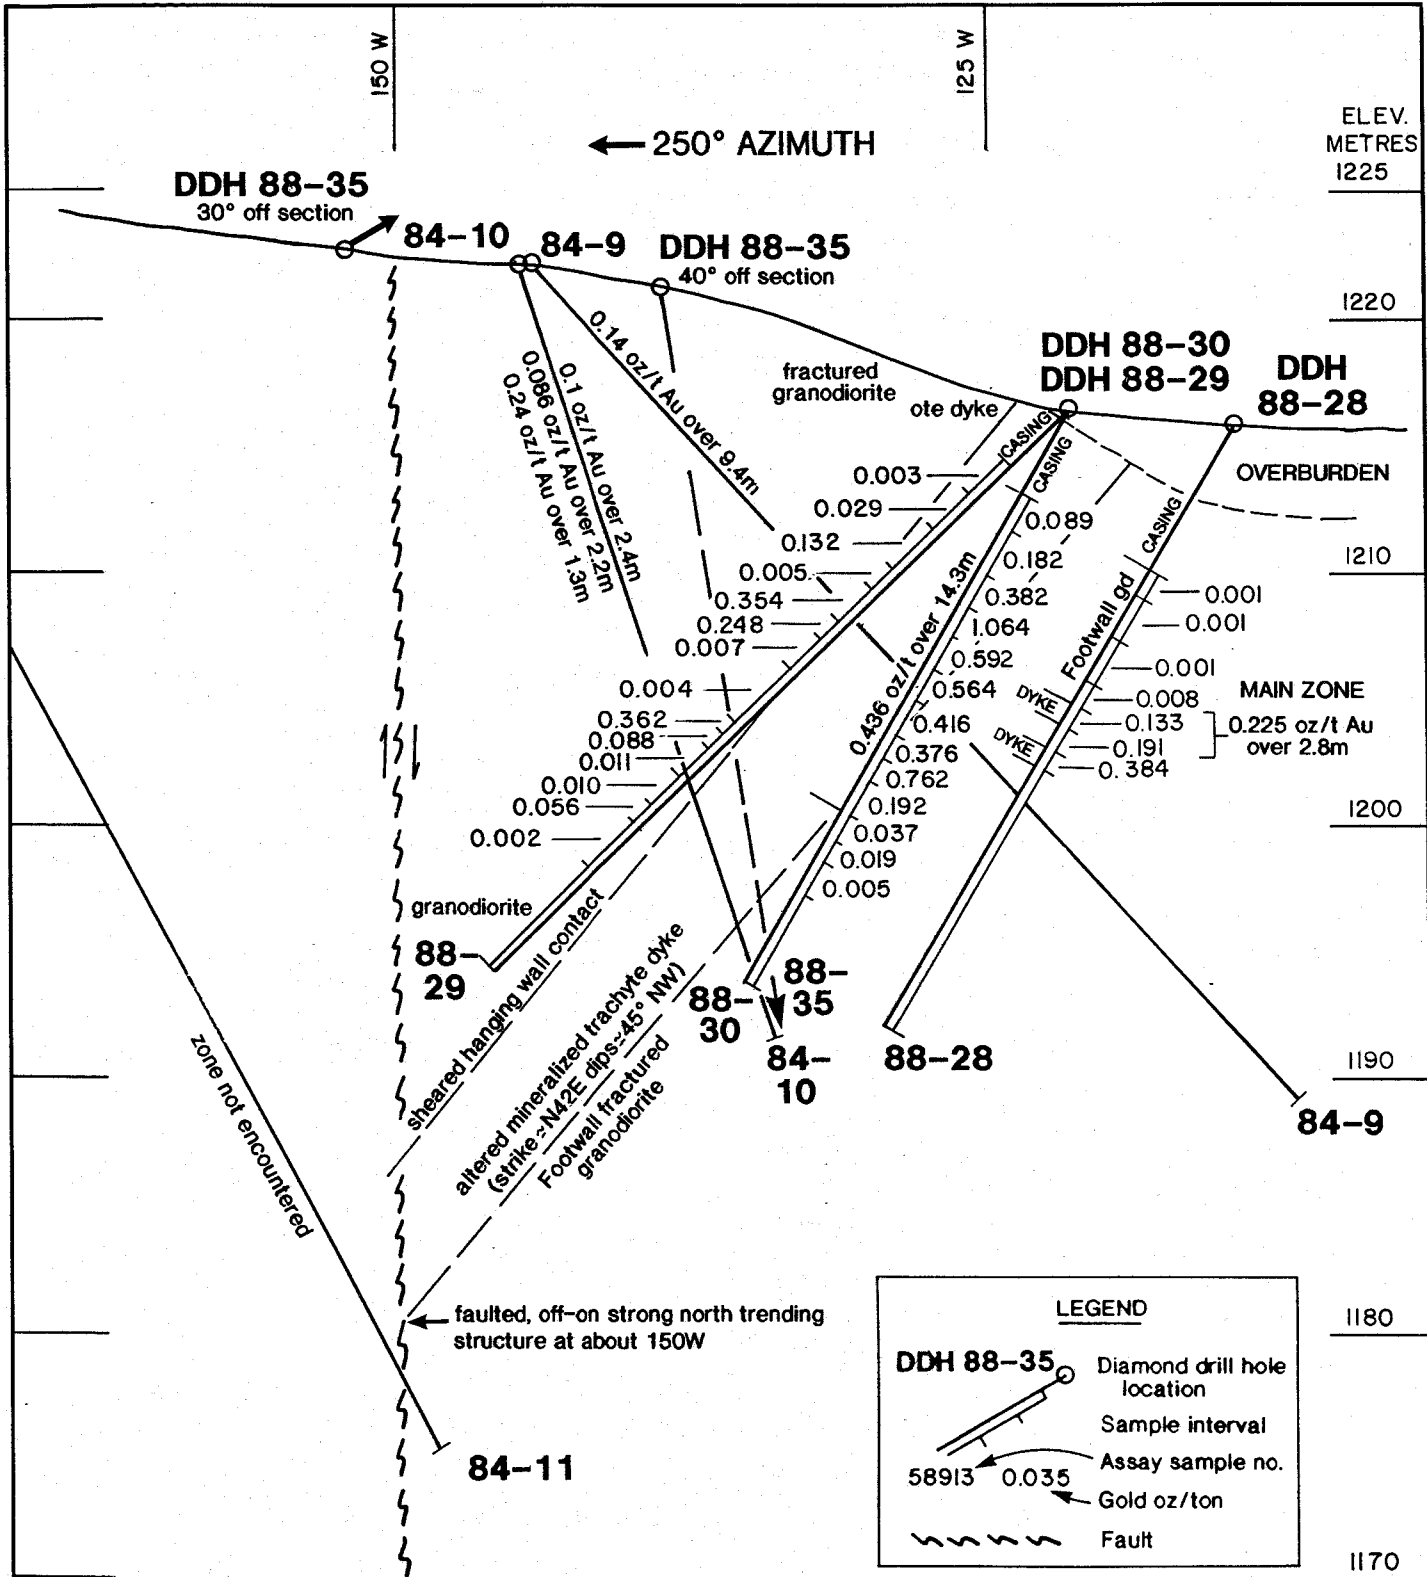 150 W
125 W
ELEV.
METRES
1225
← 250° AZIMUTH
DDH 88-35
30° off section
84-10
84-9
DDH 88-35
40° off section
1220
DDH 88-30
DDH 88-29
DDH
88-28
fractured
granodiorite
ote dyke
OVERBURDEN
CASING
CASING
CASING
0.14 oz/t Au over 9.4m
0.1 oz/t Au over 2.4m
0.086 oz/t Au over 2.2m
0.24 oz/t Au over 1.3m
0.003
0.029
0.132
0.005
0.354
0.248
0.007
0.004
0.362
0.088
0.011
0.010
0.056
0.002
0.436 oz/t over 14.3m
0.089
0.182
0.382
1.064
0.592
0.564
0.416
0.376
0.762
0.192
0.037
0.019
0.005
Footwall gd
DYKE
DYKE
0.001
0.001
0.001
0.008
0.133
0.191
0.384
MAIN ZONE
0.225 oz/t Au
over 2.8m
1210
1200
granodiorite
88-
29
sheared hanging wall contact
altered mineralized trachyte dyke
(strike≃N42E dips≃45° NW)
Footwall fractured
granodiorite
88-
30
88-
35
84-
10
88-28
1190
84-9
zone not encountered
faulted, off-on strong north trending
structure at about 150W
84-11
1180
LEGEND
DDH 88-35
Diamond drill hole
location
Sample interval
Assay sample no.
58913
0.035
Gold oz/ton
Fault
1170